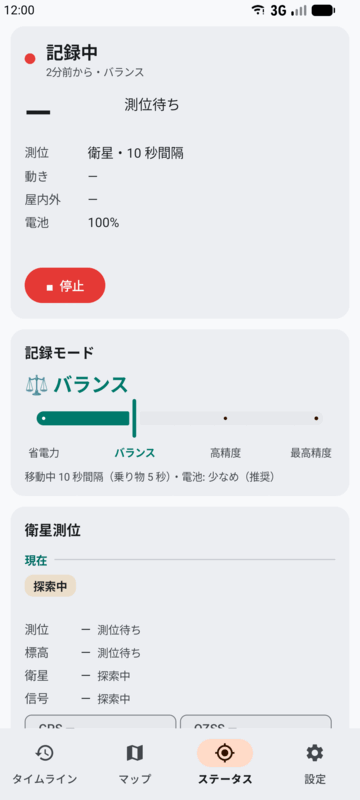 12:00
3G
記録中
2分前から・バランス
— 測位待ち
測位 衛星・10 秒間隔
動き —
屋内外 —
電池 100%
停止
記録モード
バランス
省電力 バランス 高精度 最高精度
移動中 10 秒間隔（乗り物 5 秒）・電池: 少なめ（推奨）
衛星測位
現在
探索中
測位 — 測位待ち
標高 — 測位待ち
衛星 — 探索中
信号 — 探索中
タイムライン マップ ステータス 設定